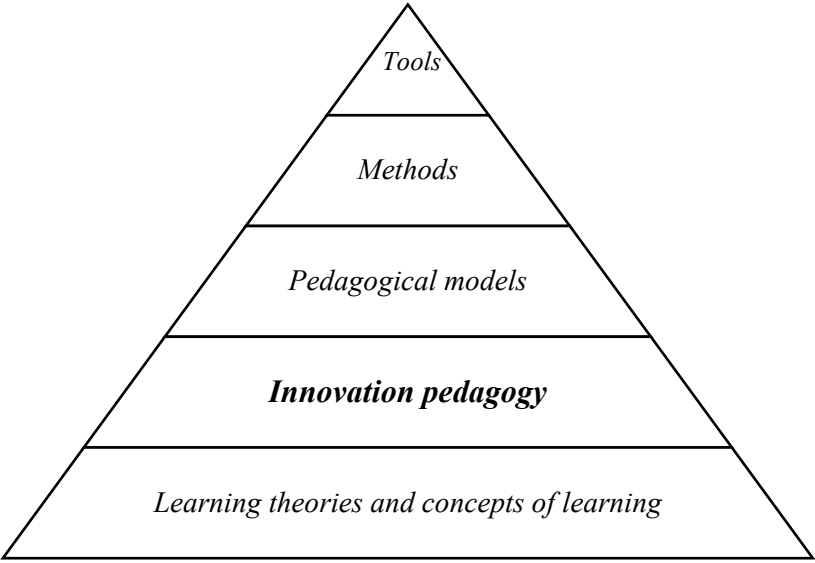 Tools
Methods
Pedagogical models
Innovation pedagogy
Learning theories and concepts of learning